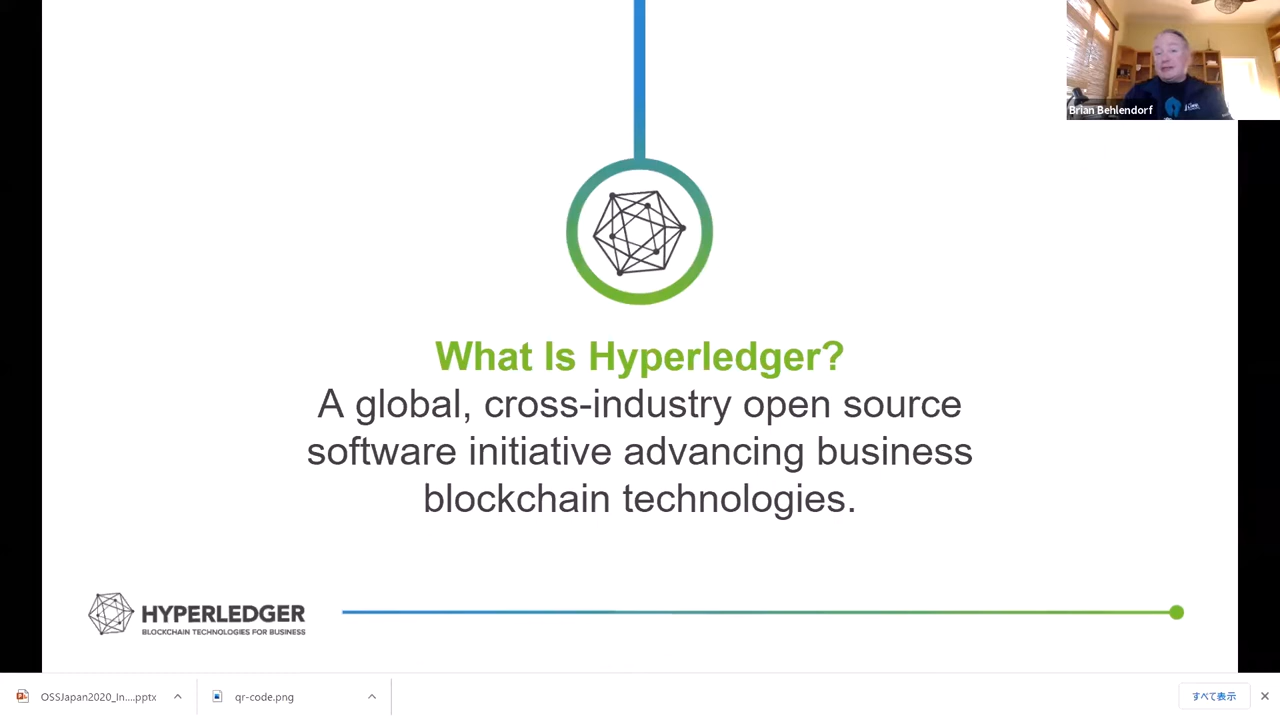 Brian Behlendorf
What Is Hyperledger?
A global, cross-industry open source
software initiative advancing business
blockchain technologies.
HYPERLEDGER
BLOCKCHAIN TECHNOLOGIES FOR BUSINESS
OSSJapan2020_In....pptx
qr-code.png
すべて表示